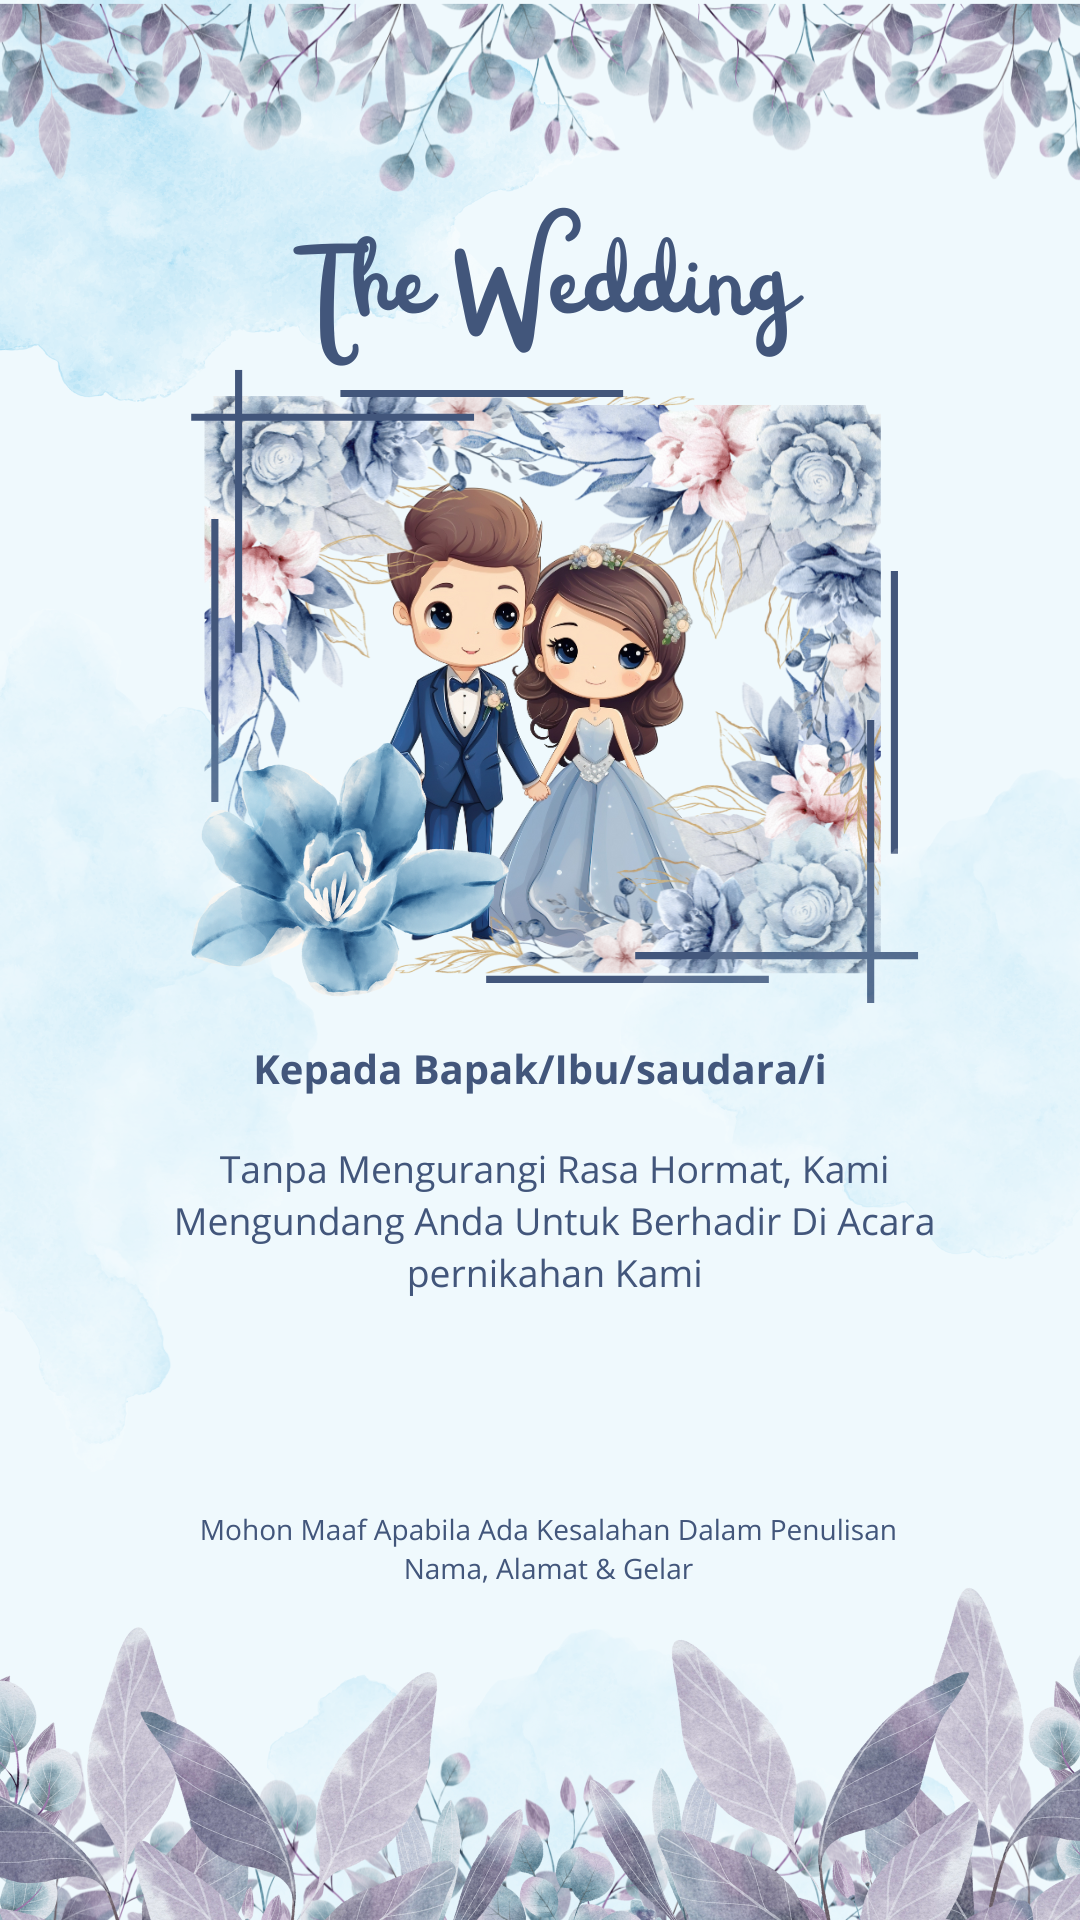 The Wedding
Kepada Bapak/Ibu/saudara/i
Tanpa Mengurangi Rasa Hormat, Kami
Mengundang Anda Untuk Berhadir Di Acara
pernikahan Kami
Mohon Maaf Apabila Ada Kesalahan Dalam Penulisan
Nama, Alamat & Gelar